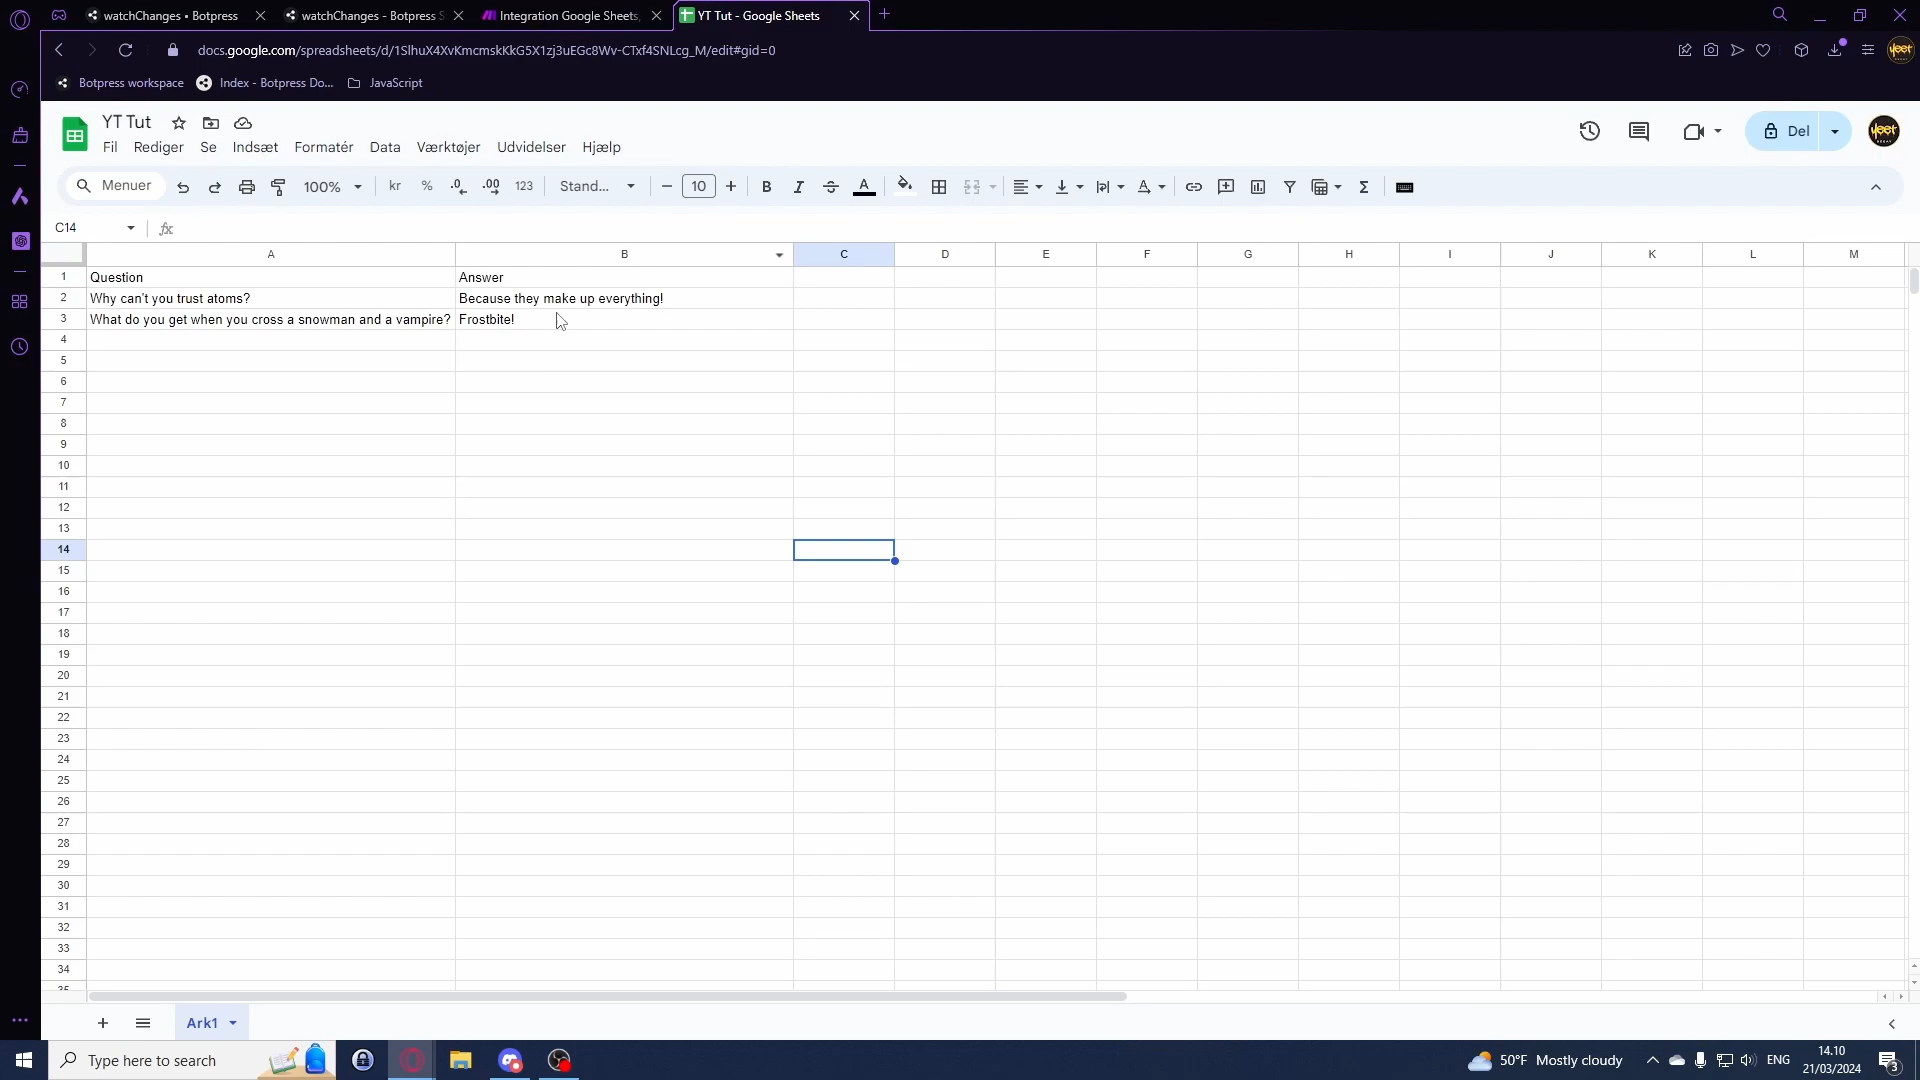 watchChanges • Botpress
watchChanges - Botpress S
Integration Google Sheets,
YT Tut - Google Sheets
docs.google.com/spreadsheets/d/1SlhuX4XvKmcmskKkG5X1zj3uEGc8Wv-CTxf4SNLcg_M/edit#gid=0
Botpress workspace
Index - Botpress Do...
JavaScript
YT Tut
Fil Rediger Se Indsæt Formatér Data Værktøjer Udvidelser Hjælp
Del
Menuer
100%
kr % .0 .00 123
Stand...
10
B I A
C14
fx
A B C D E F G H I J K L M
1 Question Answer
2 Why can't you trust atoms? Because they make up everything!
3 What do you get when you cross a snowman and a vampire? Frostbite!
4
5
6
7
8
9
10
11
12
13
14
15
16
17
18
19
20
21
22
23
24
25
26
27
28
29
30
31
32
33
34
35
Ark1
Type here to search
50°F Mostly cloudy
ENG
14.10
21/03/2024
3